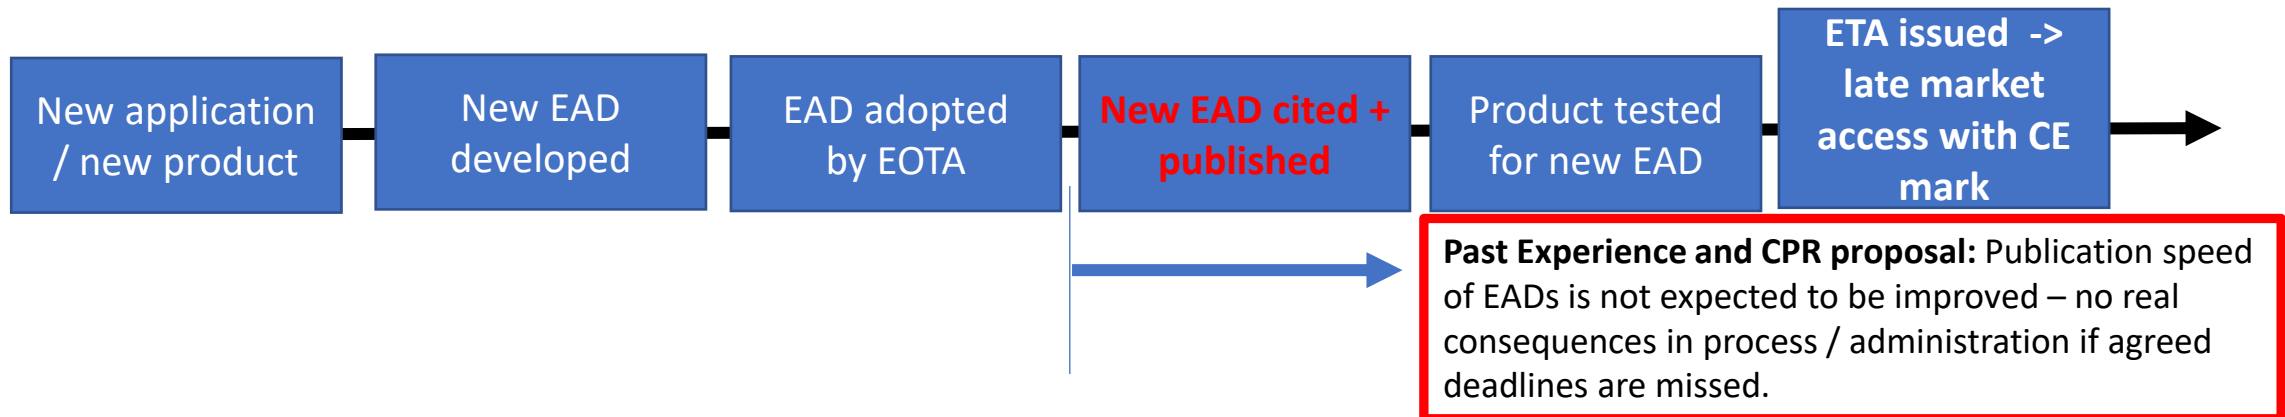 New application
/ new product
New EAD
developed
EAD adopted
by EOTA
New EAD cited +
published
Product tested
for new EAD
ETA issued  ->
late market
access with CE
mark
Past Experience and CPR proposal: Publication speed
of EADs is not expected to be improved – no real
consequences in process / administration if agreed
deadlines are missed.